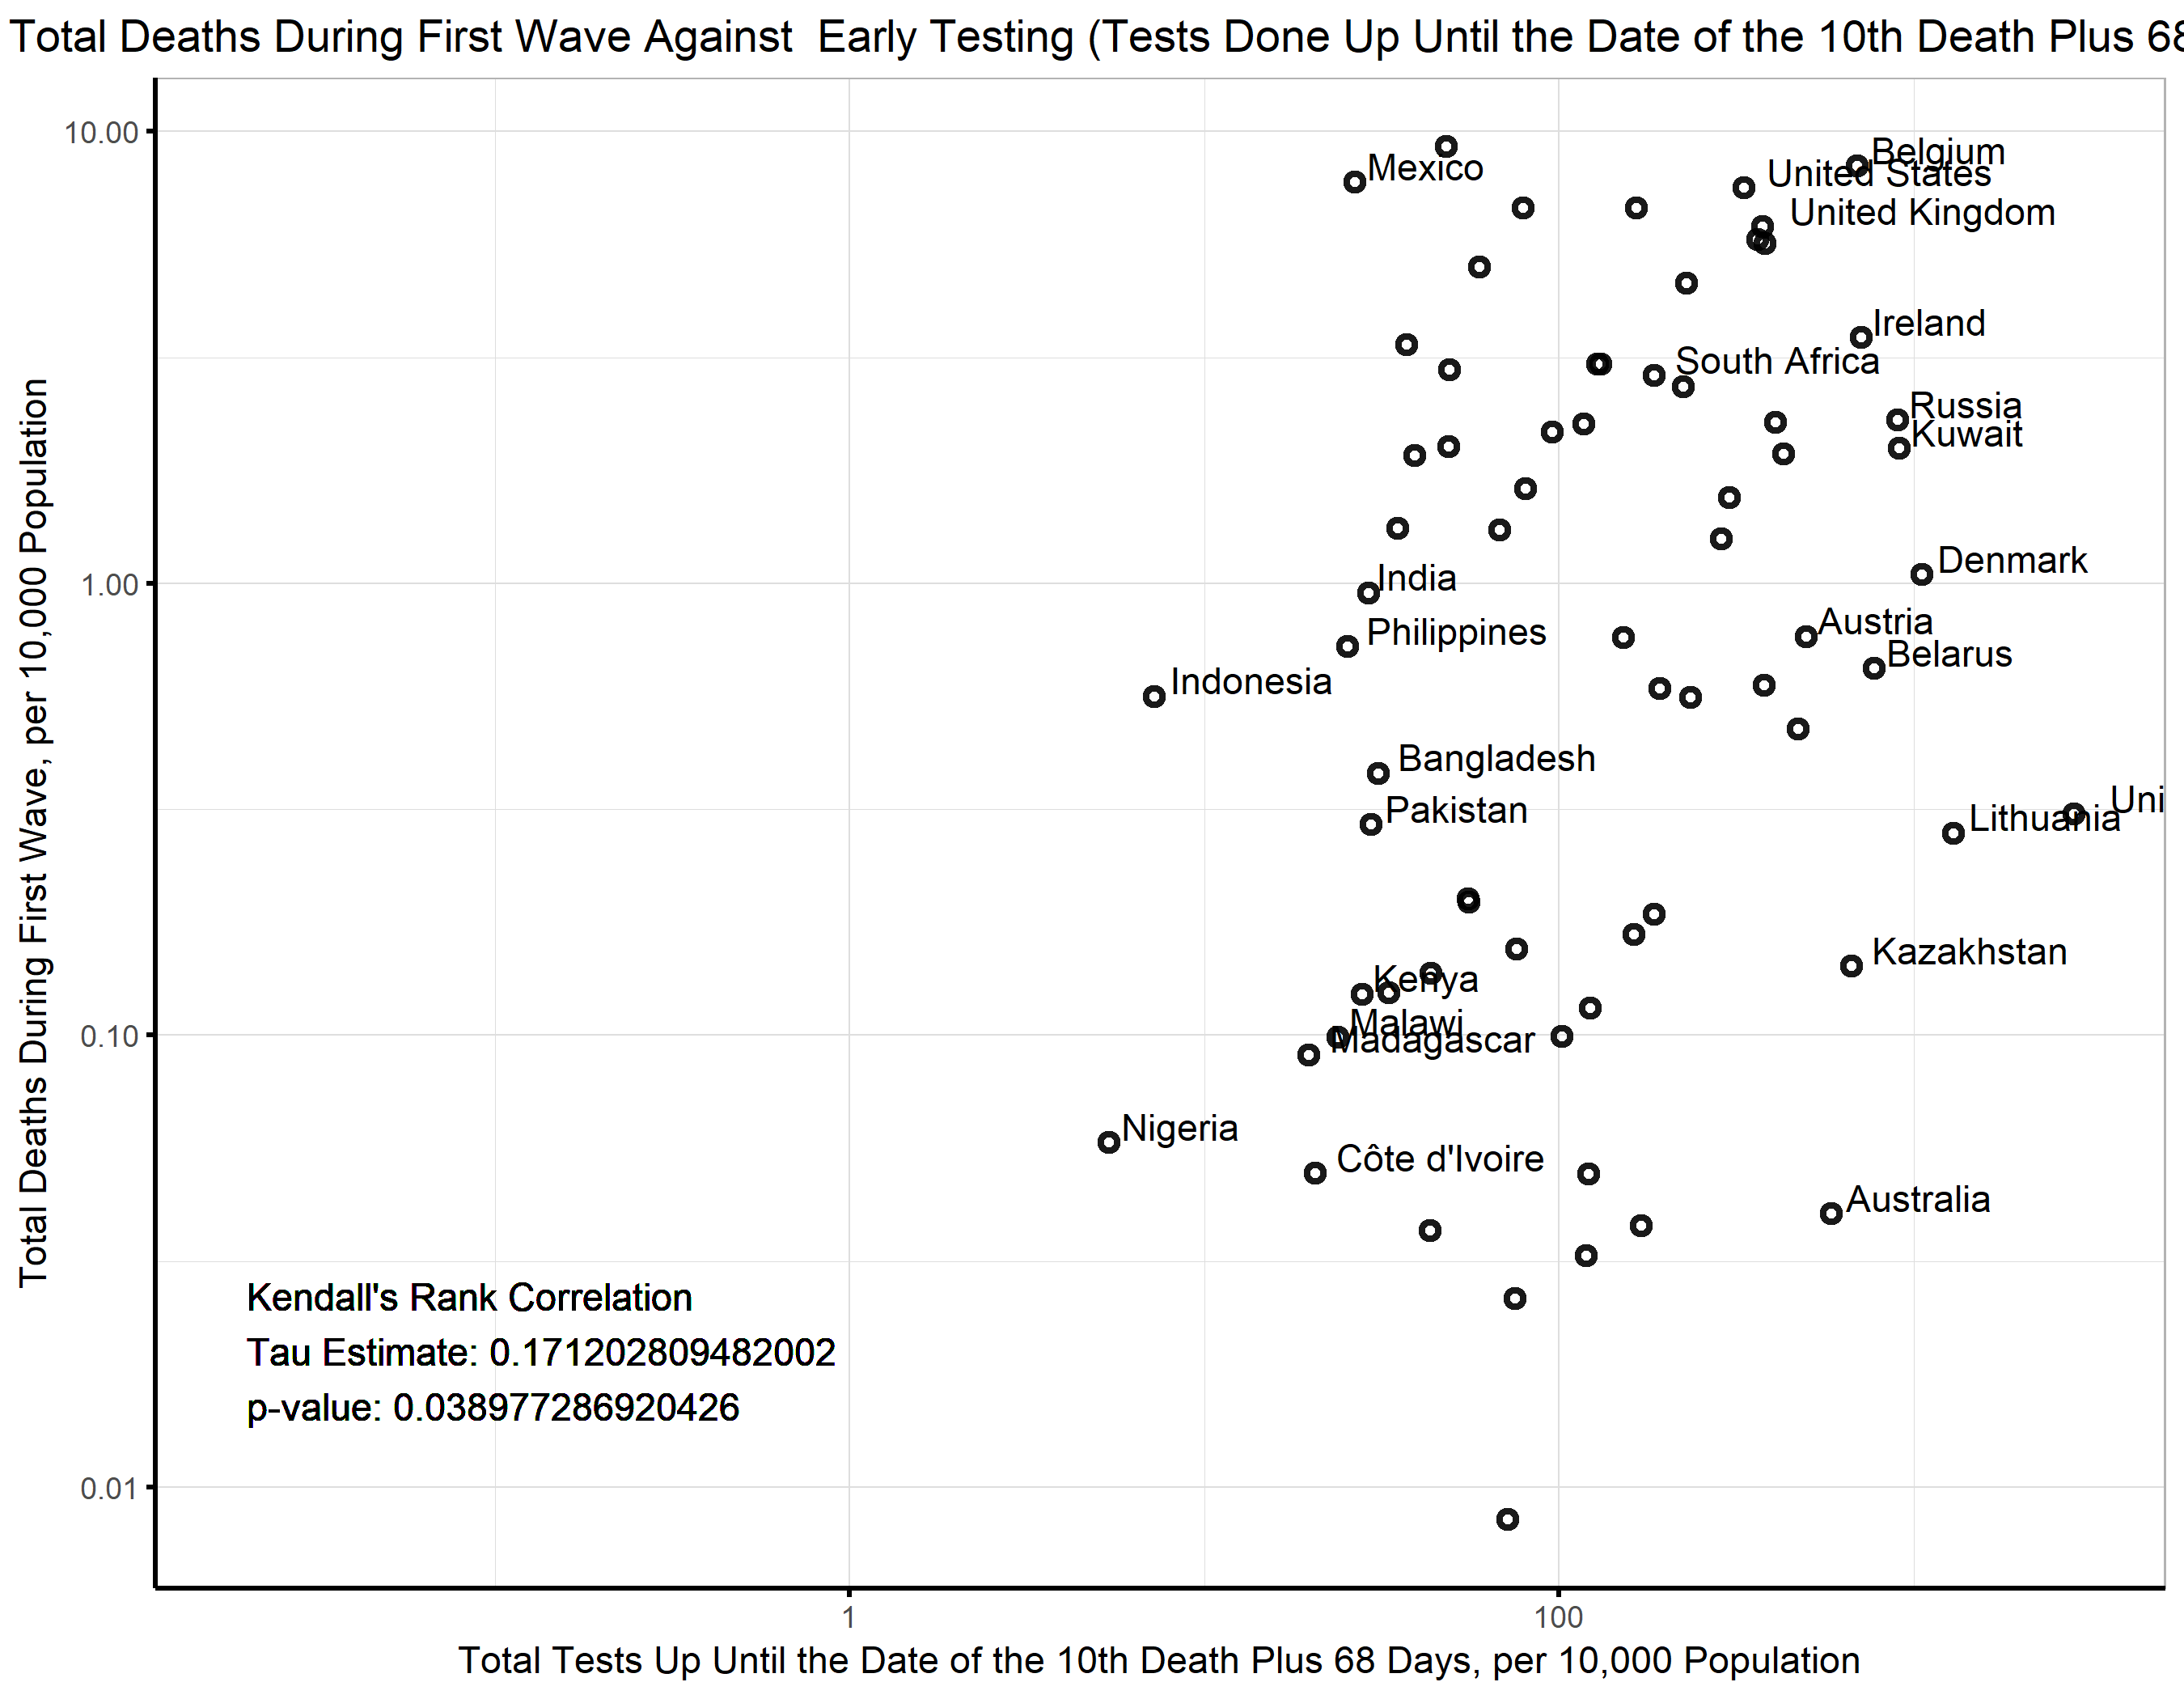 Total Deaths During First Wave Against  Early Testing (Tests Done Up Until the Date of the 10th Death Plus 68
Total Deaths During First Wave, per 10,000 Population
10.00
1.00
0.10
0.01
Belgium
Mexico
United States
United Kingdom
Ireland
South Africa
Russia
Kuwait
Denmark
India
Austria
Philippines
Belarus
Indonesia
Bangladesh
Uni
Pakistan
Lithuania
Kazakhstan
Kenya
Malawi
Madagascar
Nigeria
Côte d'Ivoire
Australia
Kendall's Rank Correlation
Tau Estimate: 0.171202809482002
p-value: 0.038977286920426
1
100
Total Tests Up Until the Date of the 10th Death Plus 68 Days, per 10,000 Population